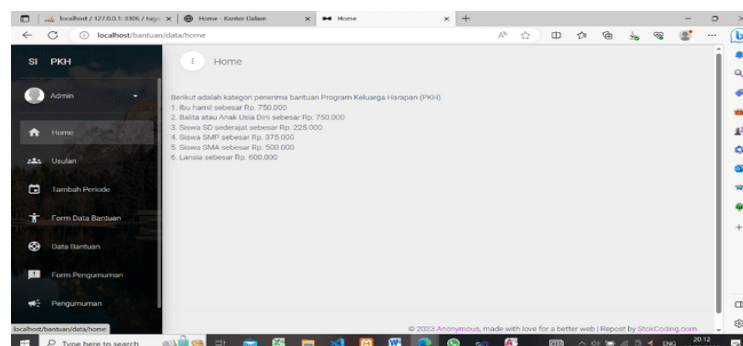 localhost / 127.0.0.1:3306 / tug
Home - Kantor Dalam
Home
localhost/bantuan/data/home
SI PKH
Home
Admin
Berikut adalah kategori penerima bantuan Program Keluarga Harapan (PKH)
1. Ibu hamil sebesar Rp. 750.000
2. Balita atau Anak Usia Dini sebesar Rp. 750.000
3. Siswa SD sederajat sebesar Rp. 225.000
4. Siswa SMP sebesar Rp. 375.000
5. Siswa SMA sebesar Rp. 500.000
6. Lansia sebesar Rp. 600.000
Home
Usulan
Tambah Periode
Form Data Bantuan
Data Bantuan
Form Pengumuman
Pengumuman
localhost/bantuan/data/home
© 2023 Anonymous, made with love for a better web | Repost by StokCoding.com
Type here to search
ENG
20.12